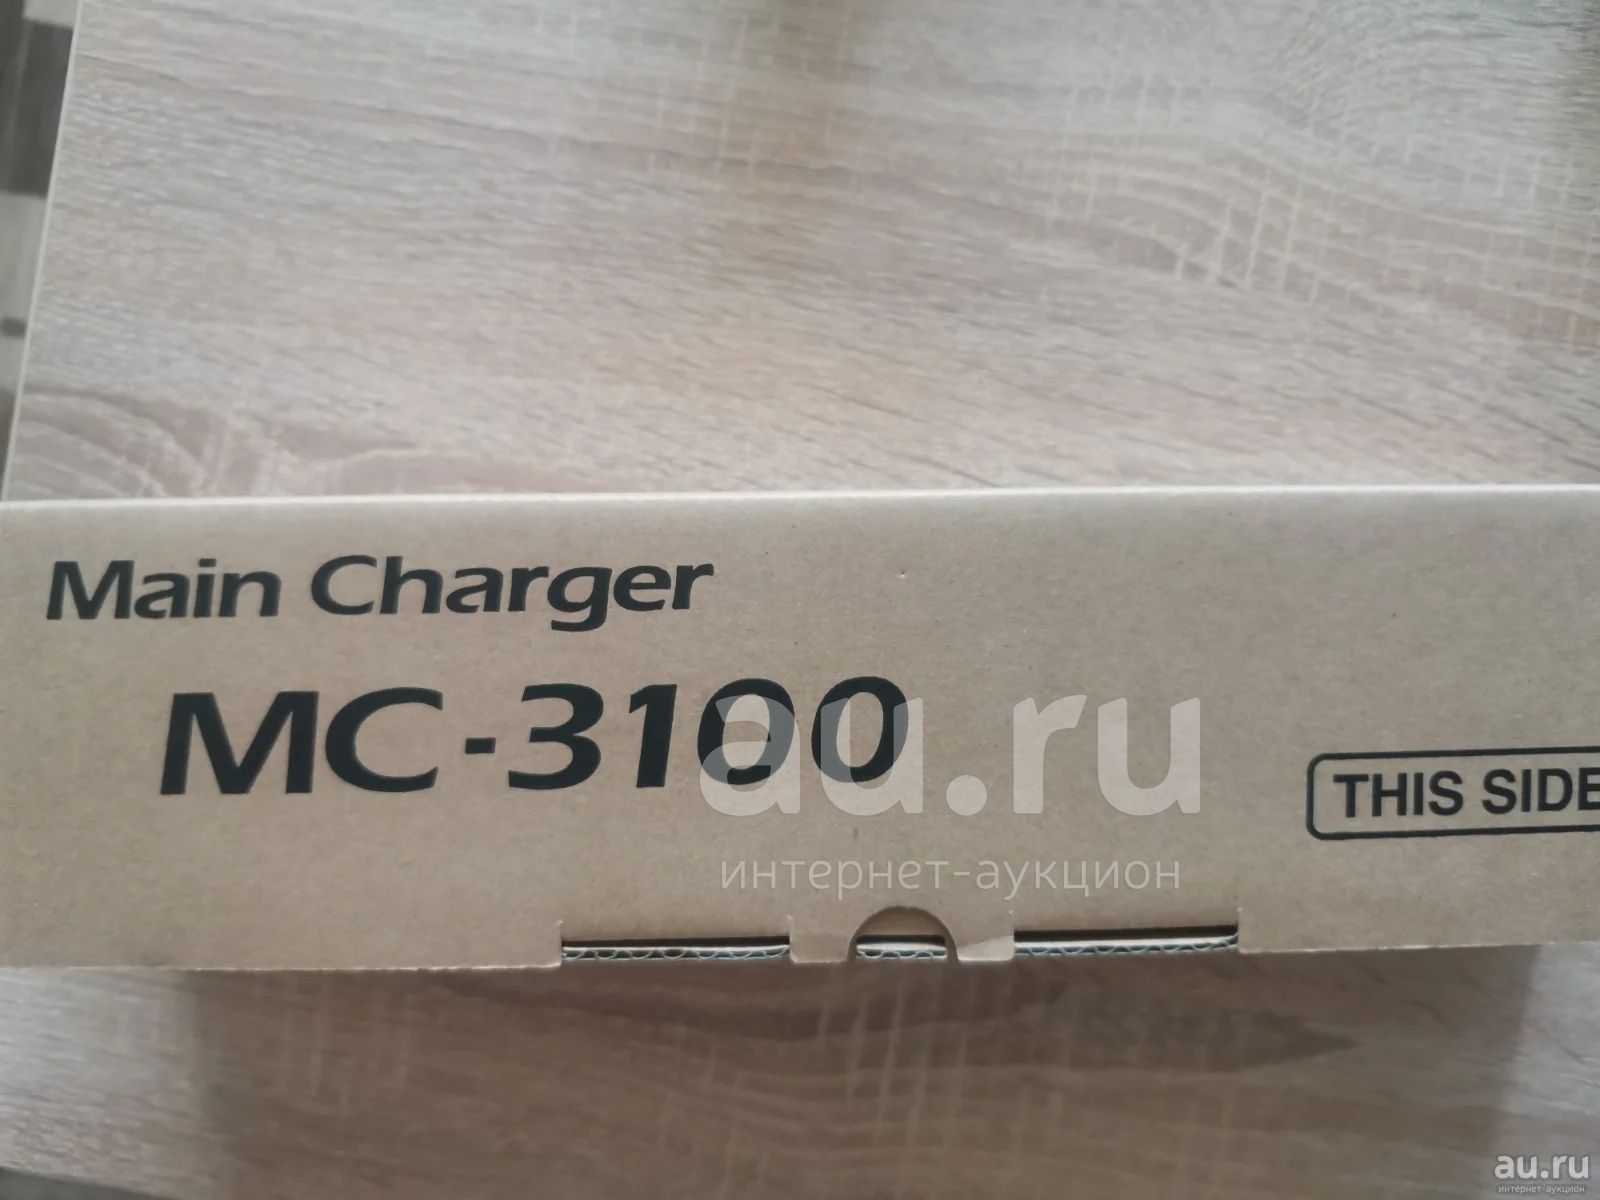 Main Charger
MC-3100
au.ru
THIS SIDE
интернет-аукцион
au.ru
интернет-аукцион